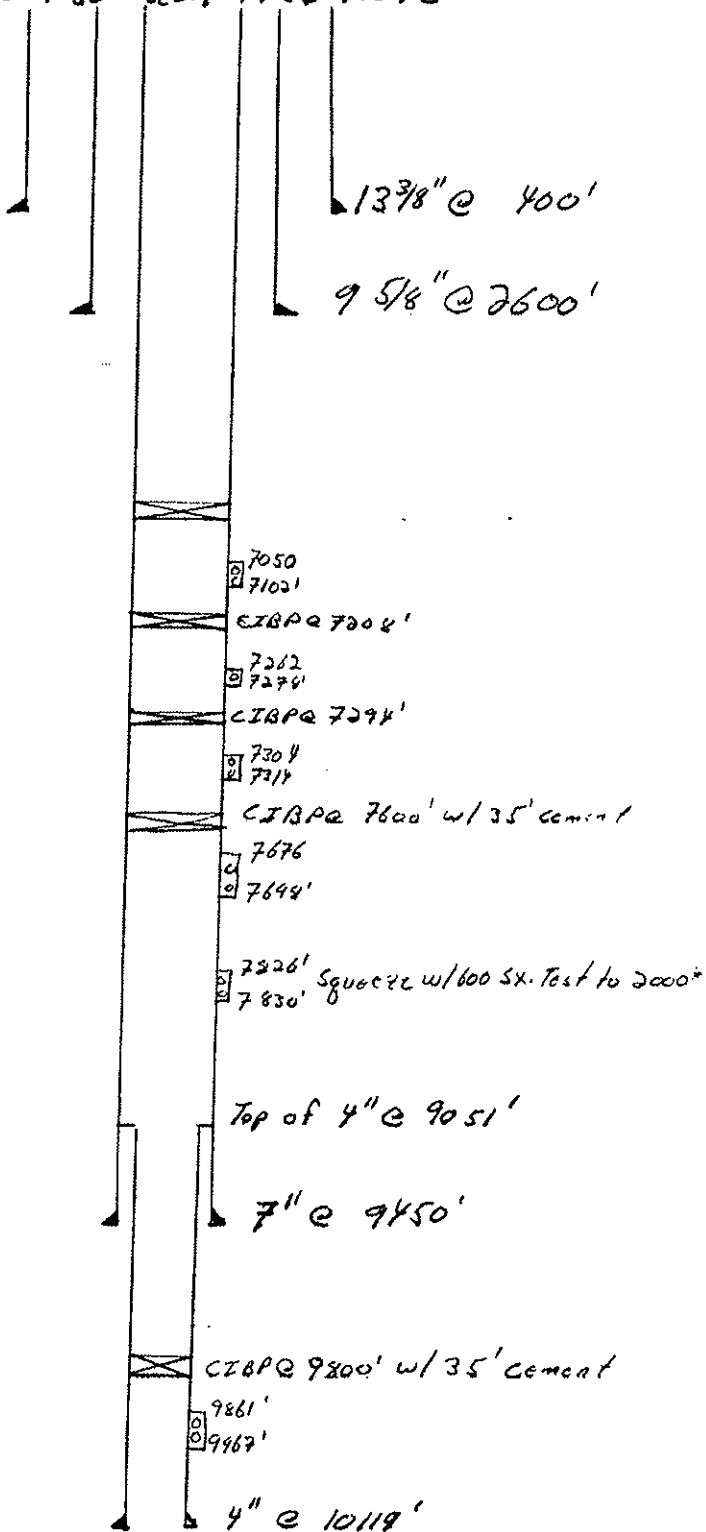 13 3/8" @ 400'
9 5/8" @ 2600'
7050
7102'
CIBP@ 7208'
7262
7278'
CIBP@ 7294'
7304
7314
CIBP@ 7600' w/ 35' cement
7676
7698'
7826' Squeeze w/600 sx. Test to 2000#
7830'
Top of 4" @ 9051'
7" @ 9450'
CIBP@ 9800' w/ 35' cement
9861'
9967'
4" @ 10119'